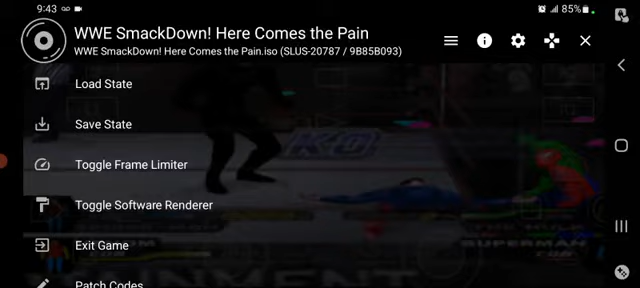 9:43
85%
WWE SmackDown! Here Comes the Pain
WWE SmackDown! Here Comes the Pain.iso (SLUS-20787 / 9B85B093)
Load State
Save State
Toggle Frame Limiter
KO
Toggle Software Renderer
Exit Game
SUPERMAN
Patch Codes